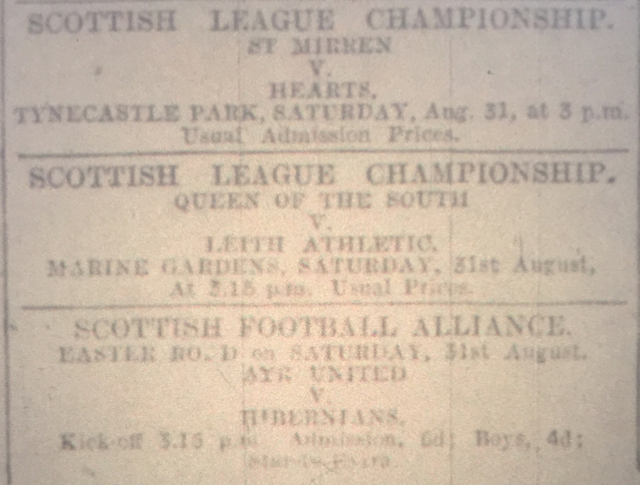 SCOTTISH LEAGUE CHAMPIONSHIP.
ST MIRREN
V.
HEARTS.
TYNECASTLE PARK, SATURDAY, Aug. 31, at 3 p.m.
Usual Admission Prices.
SCOTTISH LEAGUE CHAMPIONSHIP.
QUEEN OF THE SOUTH
V.
LEITH ATHLETIC.
MARINE GARDENS, SATURDAY, 31st August,
At 3.15 p.m. Usual Prices.
SCOTTISH FOOTBALL ALLIANCE.
EASTER RO. D on SATURDAY, 31st August.
AYR UNITED
V.
HIBERNIANS.
Kick-off 3.15 p.m. Admission, 6d; Boys, 4d;
Extra.